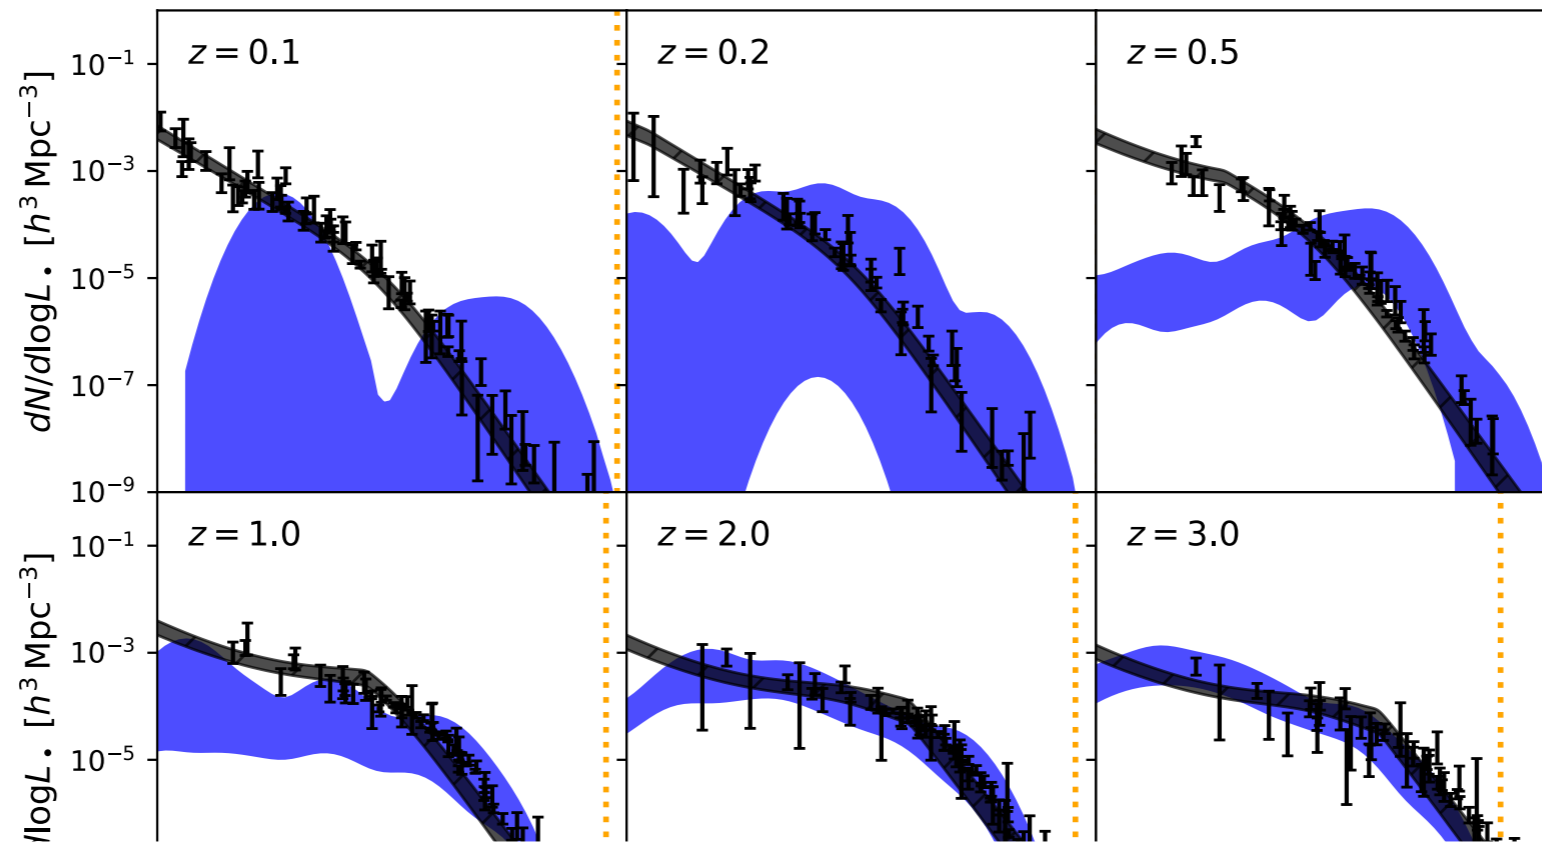 z = 0.1
z = 0.2
z = 0.5
10⁻¹
10⁻³
10⁻⁵
10⁻⁷
10⁻⁹
dN/dlogL• [h³ Mpc⁻³]
z = 1.0
z = 2.0
z = 3.0
10⁻¹
10⁻³
10⁻⁵
dlogL• [h³ Mpc⁻³]